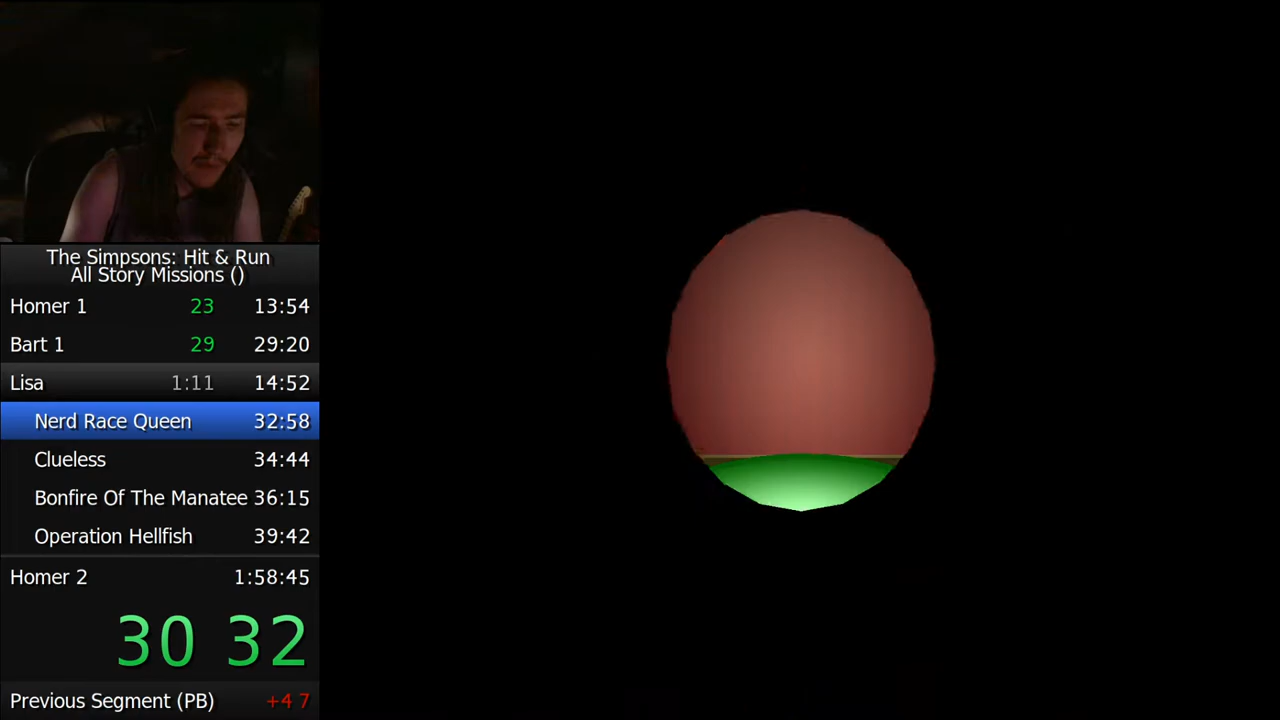 The Simpsons: Hit & Run
All Story Missions ()
Homer 1 23 13:54
Bart 1 29 29:20
Lisa 1:11 14:52
Nerd Race Queen 32:58
Clueless 34:44
Bonfire Of The Manatee 36:15
Operation Hellfish 39:42
Homer 2 1:58:45
30 32
Previous Segment (PB) +4 7